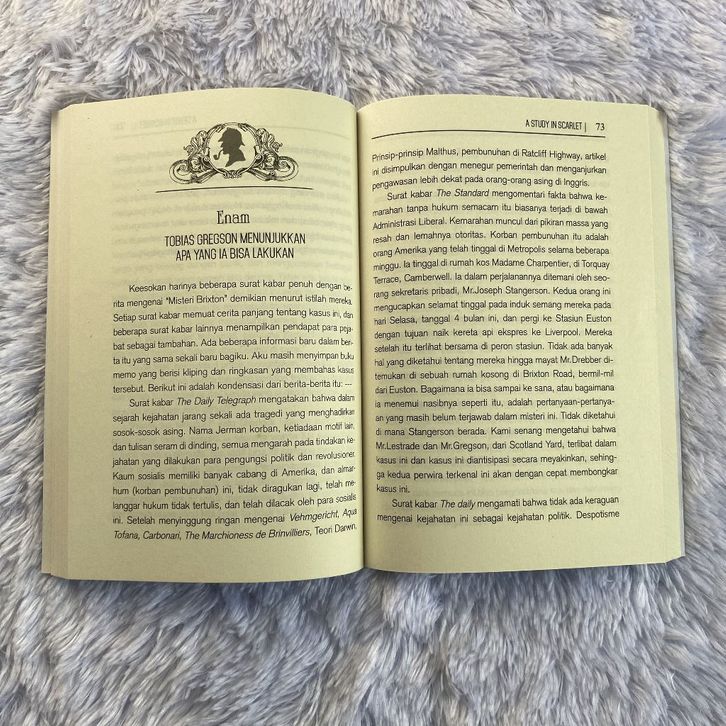 Enam
TOBIAS GREGSON MENUNJUKKAN
APA YANG IA BISA LAKUKAN
Keesokan harinya beberapa surat kabar penuh dengan be-
rita mengenai "Misteri Brixton" demikian menurut istilah mereka.
Setiap surat kabar memuat cerita panjang tentang kasus ini, dan
beberapa surat kabar lainnya menampilkan pendapat para peja-
bat sebagai tambahan. Ada beberapa informasi baru dalam ber-
ita itu yang sama sekali baru bagiku. Aku masih menyimpan buku
memo yang berisi kliping dan ringkasan yang membahas kasus
tersebut. Berikut ini adalah kondensasi dari berita-berita itu: ---
Surat kabar The Daily Telegraph mengatakan bahwa dalam
sejarah kejahatan jarang sekali ada tragedi yang menghadirkan
sosok-sosok asing. Nama Jerman korban, ketiadaan motif lain,
dan tulisan seram di dinding, semua mengarah pada tindakan ke-
jahatan yang dilakukan para pengungsi politik dan revolusioner.
Kaum sosialis memiliki banyak cabang di Amerika, dan almar-
hum (korban pembunuhan) ini, tidak diragukan lagi, telah me-
langgar hukum tidak tertulis, dan telah dilacak oleh para sosialis
ini. Setelah menyinggung ringan mengenai Vehmgericht, Aqua
Tofana, Carbonari, The Marchioness de Brinvilliers, Teori Darwin,
A STUDY IN SCARLET | 73
Prinsip-prinsip Malthus, pembunuhan di Ratcliff Highway, artikel
ini disimpulkan dengan menegur pemerintah dan menganjurkan
pengawasan lebih dekat pada orang-orang asing di Inggris.
Surat kabar The Standard mengomentari fakta bahwa ke-
marahan tanpa hukum semacam itu biasanya terjadi di bawah
Administrasi Liberal. Kemarahan muncul dari pikiran massa yang
resah dan lemahnya otoritas. Korban pembunuhan itu adalah
orang Amerika yang telah tinggal di Metropolis selama beberapa
minggu. Ia tinggal di rumah kos Madame Charpentier, di Torquay
Terrace, Camberwell. Ia dalam perjalanannya ditemani oleh seo-
rang sekretaris pribadi, Mr.Joseph Stangerson. Kedua orang ini
mengucapkan selamat tinggal pada induk semang mereka pada
hari Selasa, tanggal 4 bulan ini, dan pergi ke Stasiun Euston
dengan tujuan naik kereta api ekspres ke Liverpool. Mereka
setelah itu terlihat bersama di peron stasiun. Tidak ada banyak
hal yang diketahui tentang mereka hingga mayat Mr.Drebber di-
temukan di sebuah rumah kosong di Brixton Road, bermil-mil
dari Euston. Bagaimana ia bisa sampai ke sana, atau bagaimana
ia menemui nasibnya seperti itu, adalah pertanyaan-pertanya-
an yang masih belum terjawab dalam misteri ini. Tidak diketahui
di mana Stangerson berada. Kami senang mengetahui bahwa
Mr.Lestrade dan Mr.Gregson, dari Scotland Yard, terlibat dalam
kasus ini dan kasus ini diantisipasi secara meyakinkan, sehing-
ga kedua perwira terkenal ini akan dengan cepat membongkar
kasus ini.
Surat kabar The daily mengamati bahwa tidak ada keraguan
mengenai kejahatan ini sebagai kejahatan politik. Despotisme